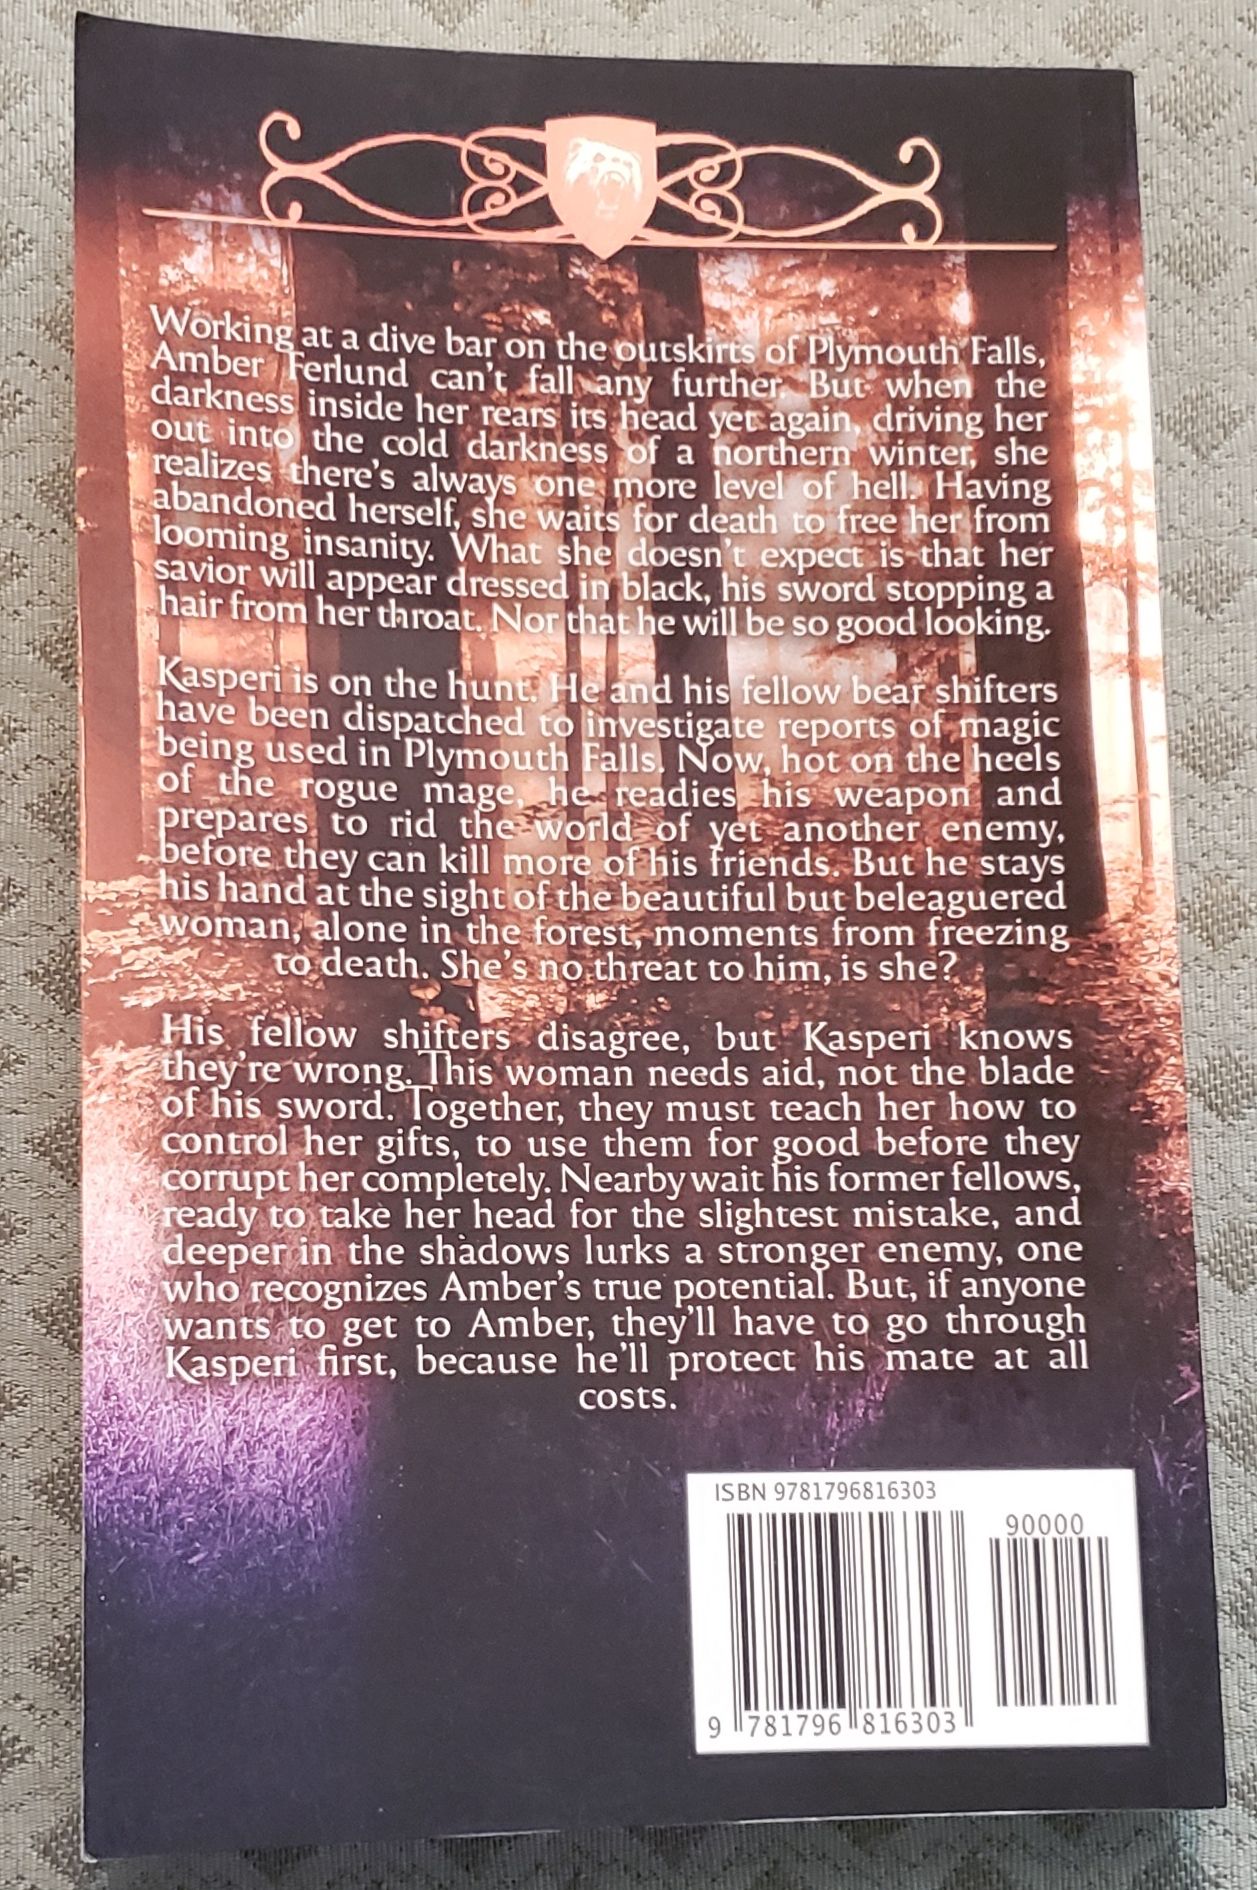 Working at a dive bar on the outskirts of Plymouth Falls,
Amber Ferlund can't fall any further. But when the
darkness inside her rears its head yet again, driving her
out into the cold darkness of a northern winter, she
realizes there's always one more level of hell. Having
abandoned herself, she waits for death to free her from
looming insanity. What she doesn't expect is that her
savior will appear dressed in black, his sword stopping a
hair from her throat. Nor that he will be so good looking.
Kasperi is on the hunt. He and his fellow bear shifters
have been dispatched to investigate reports of magic
being used in Plymouth Falls. Now, hot on the heels
of the rogue mage, he readies his weapon and
prepares to rid the world of yet another enemy,
before they can kill more of his friends. But he stays
his hand at the sight of the beautiful but beleaguered
woman, alone in the forest, moments from freezing
to death. She's no threat to him, is she?
His fellow shifters disagree, but Kasperi knows
they're wrong. This woman needs aid, not the blade
of his sword. Together, they must teach her how to
control her gifts, to use them for good before they
corrupt her completely. Nearby wait his former fellows,
ready to take her head for the slightest mistake, and
deeper in the shadows lurks a stronger enemy, one
who recognizes Amber's true potential. But, if anyone
wants to get to Amber, they'll have to go through
Kasperi first, because he'll protect his mate at all
costs.
ISBN 9781796816303
90000
9 781796 816303